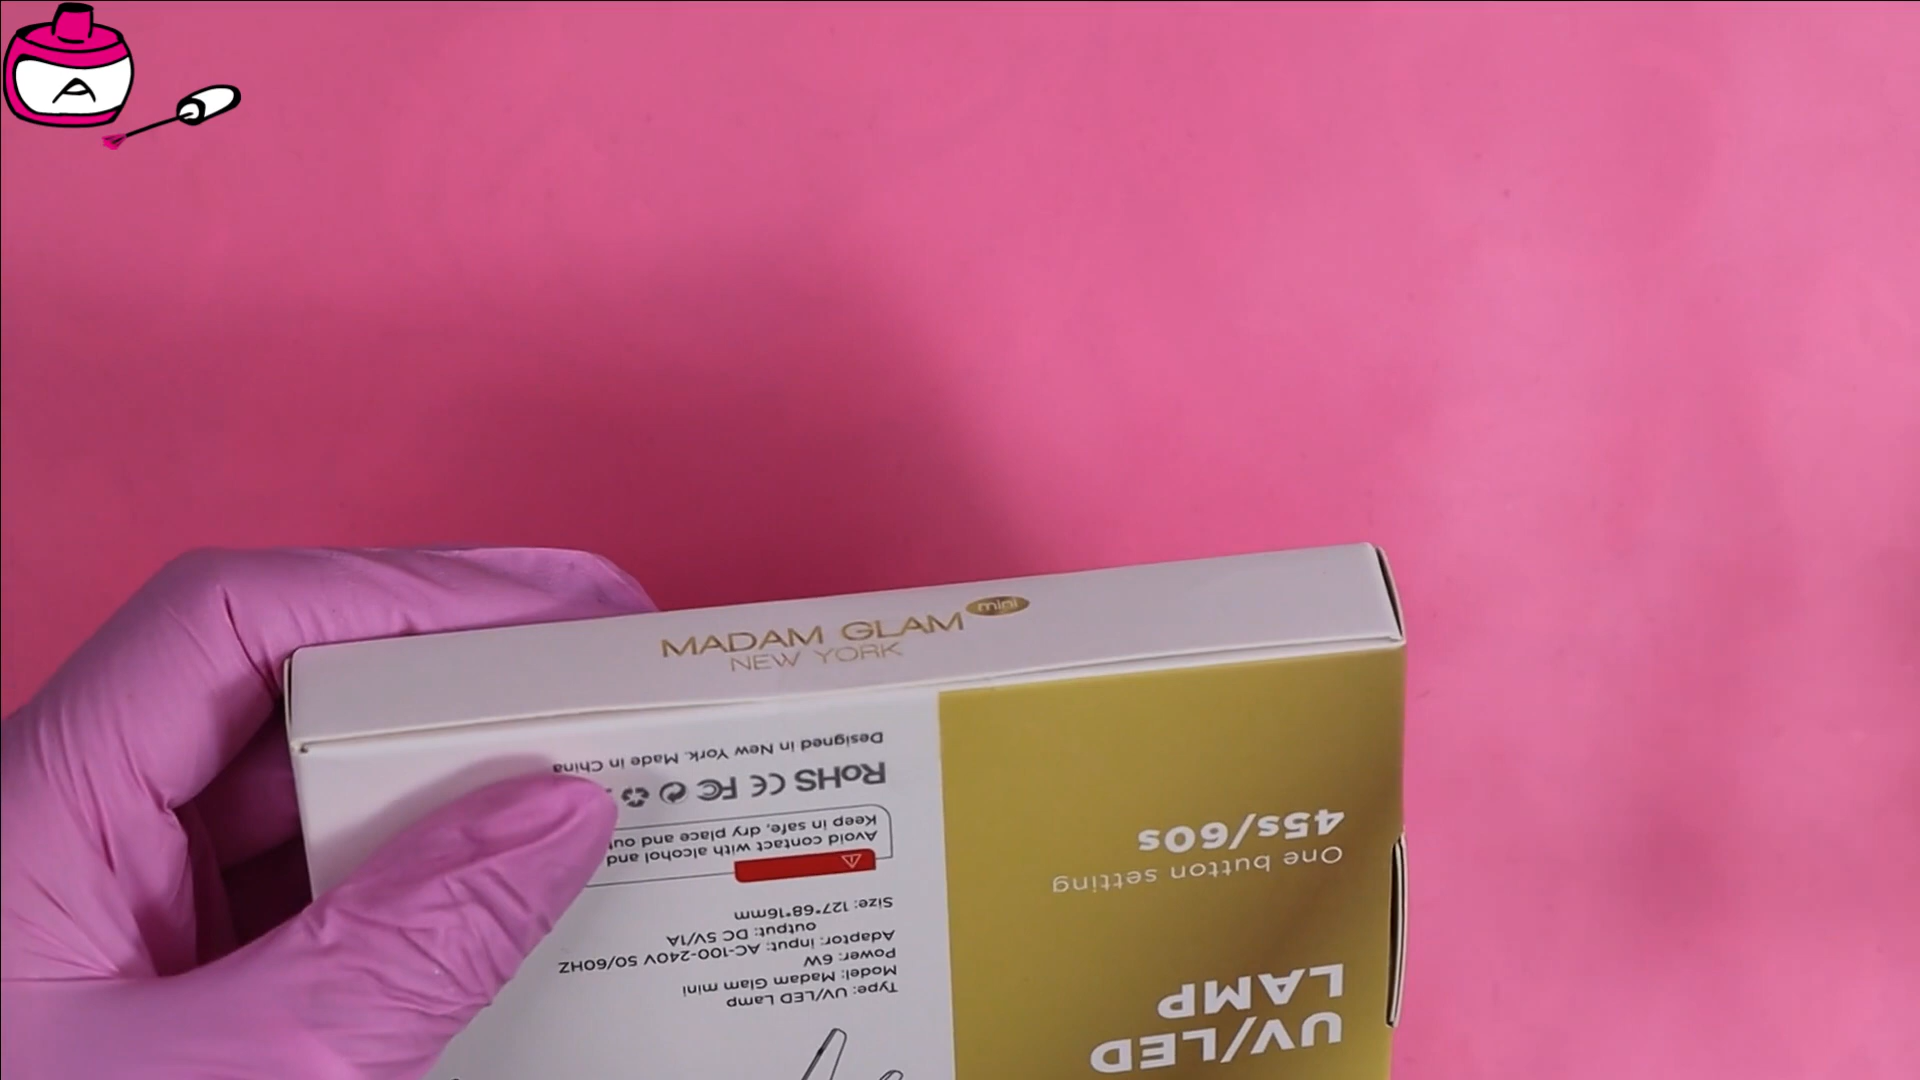 A
MADAM GLAM mini
NEW YORK
UV/LED
LAMP
One button setting
45s/60s
Type: UV/LED Lamp
Model: Madam Glam mini
Power: 6W
Adaptor: input: AC-100-240V 50/60HZ
output: DC 5V/1A
Size: 127*68*16mm
Avoid contact with alcohol and
Keep in safe, dry place and
RoHS CE FC
Designed in New York. Made in China